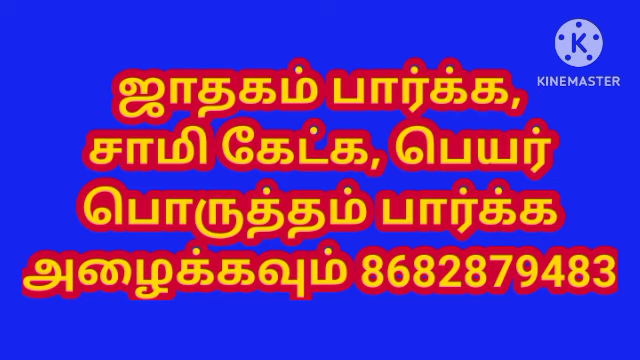 KINEMASTER
ஜாதகம் பார்க்க,
சாமி கேட்க, பெயர்
பொருத்தம் பார்க்க
அழைக்கவும் 8682879483